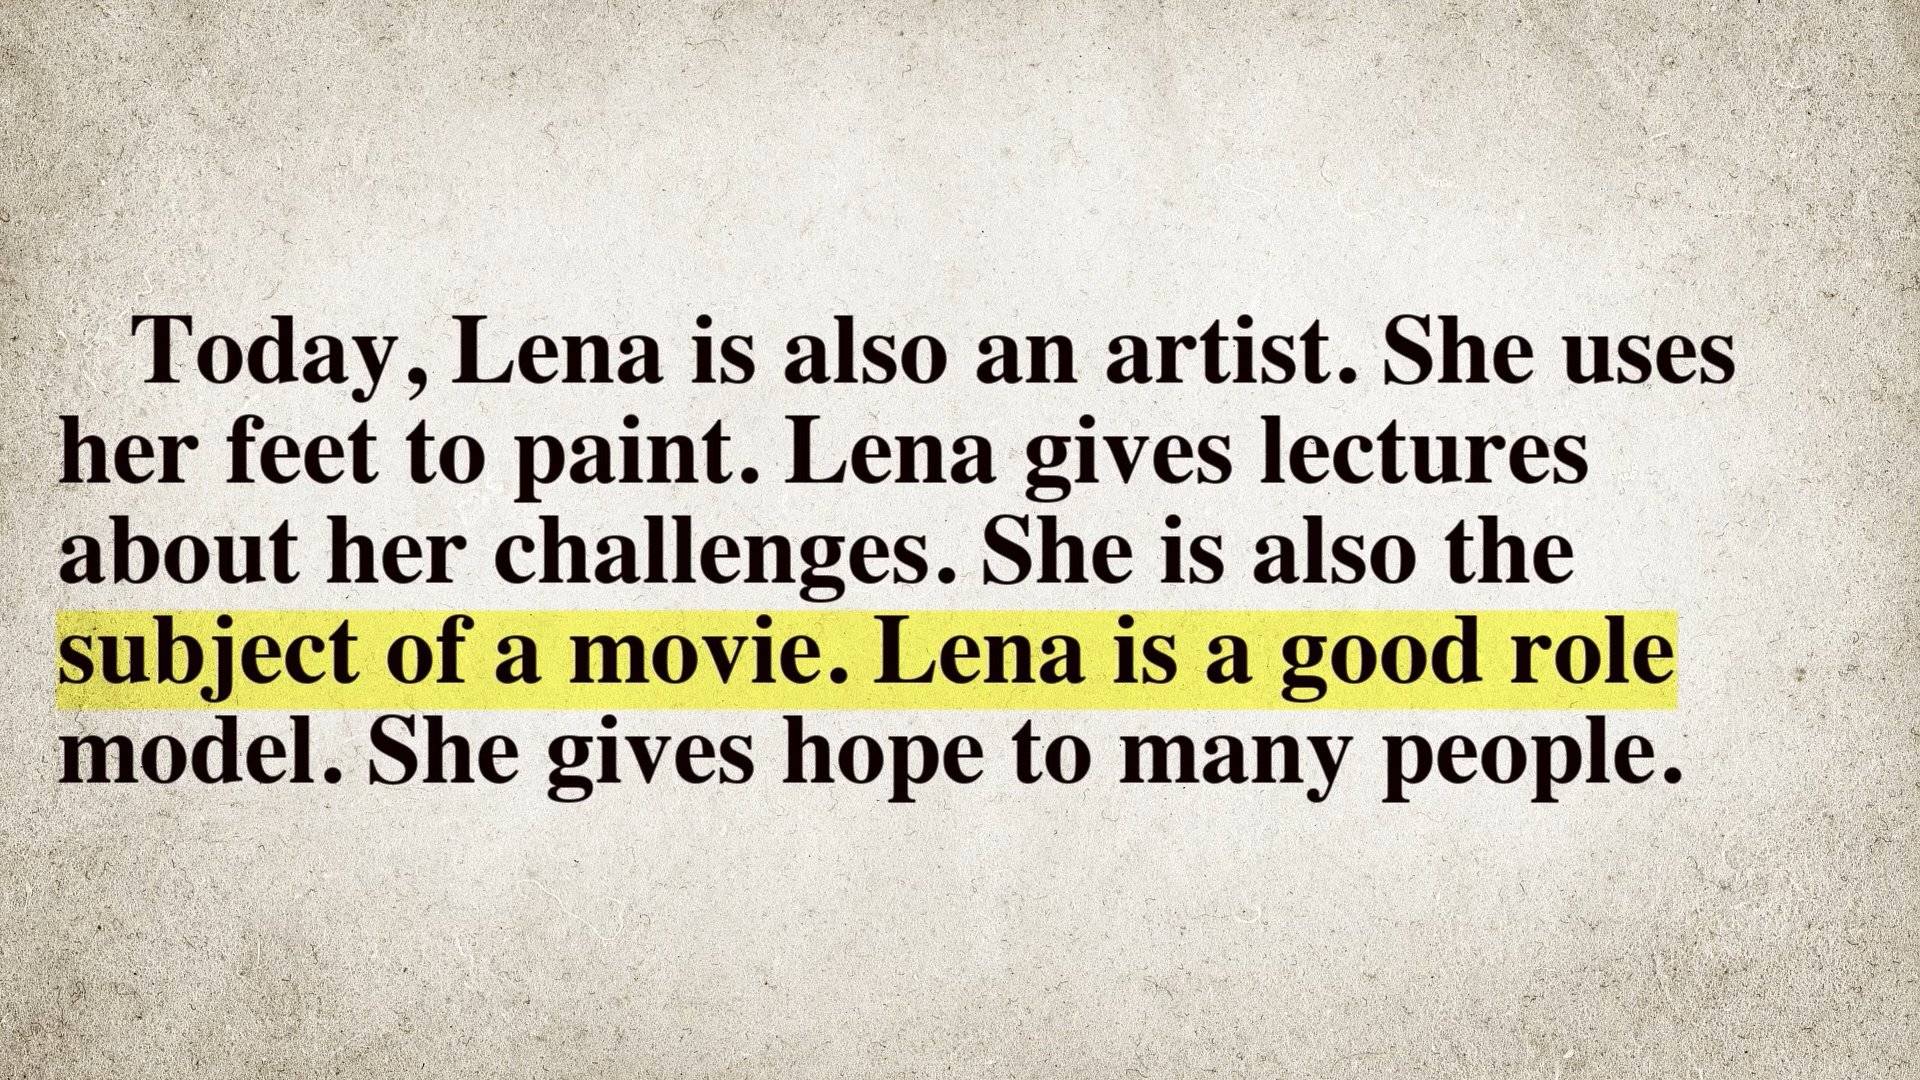 Today, Lena is also an artist. She uses
her feet to paint. Lena gives lectures
about her challenges. She is also the
subject of a movie. Lena is a good role
model. She gives hope to many people.